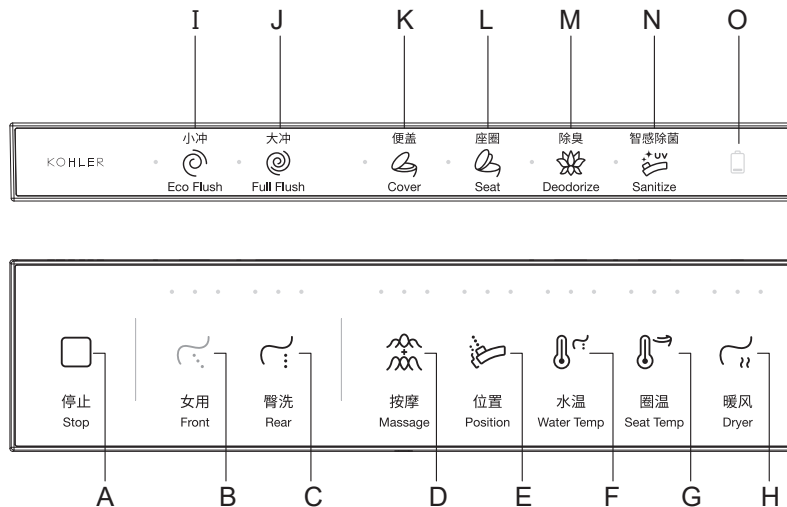 I J K L M N O
小冲 大冲 便盖 座圈 除臭 智感除菌
KOHLER
UV
Eco Flush Full Flush Cover Seat Deodorize Sanitize
停止 女用 臀洗 按摩 位置 水温 圈温 暖风
Stop Front Rear Massage Position Water Temp Seat Temp Dryer
A B C D E F G H